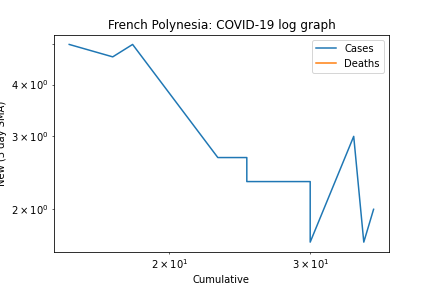 French Polynesia: COVID-19 log graph
Cases
Deaths
4 × 10⁰
3 × 10⁰
2 × 10⁰
New (3 day SMA)
2 × 10¹
3 × 10¹
Cumulative